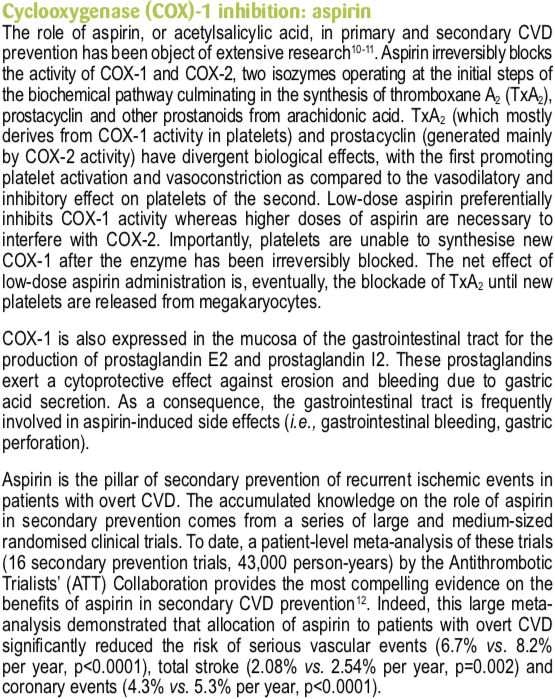 Cyclooxygenase (COX)-1 inhibition: aspirin
The role of aspirin, or acetylsalicylic acid, in primary and secondary CVD
prevention has been object of extensive research10-11. Aspirin irreversibly blocks
the activity of COX-1 and COX-2, two isozymes operating at the initial steps of
the biochemical pathway culminating in the synthesis of thromboxane A2 (TxA2),
prostacyclin and other prostanoids from arachidonic acid. TxA2 (which mostly
derives from COX-1 activity in platelets) and prostacyclin (generated mainly
by COX-2 activity) have divergent biological effects, with the first promoting
platelet activation and vasoconstriction as compared to the vasodilatory and
inhibitory effect on platelets of the second. Low-dose aspirin preferentially
inhibits COX-1 activity whereas higher doses of aspirin are necessary to
interfere with COX-2. Importantly, platelets are unable to synthesise new
COX-1 after the enzyme has been irreversibly blocked. The net effect of
low-dose aspirin administration is, eventually, the blockade of TxA2 until new
platelets are released from megakaryocytes.
COX-1 is also expressed in the mucosa of the gastrointestinal tract for the
production of prostaglandin E2 and prostaglandin I2. These prostaglandins
exert a cytoprotective effect against erosion and bleeding due to gastric
acid secretion. As a consequence, the gastrointestinal tract is frequently
involved in aspirin-induced side effects (i.e., gastrointestinal bleeding, gastric
perforation).
Aspirin is the pillar of secondary prevention of recurrent ischemic events in
patients with overt CVD. The accumulated knowledge on the role of aspirin
in secondary prevention comes from a series of large and medium-sized
randomised clinical trials. To date, a patient-level meta-analysis of these trials
(16 secondary prevention trials, 43,000 person-years) by the Antithrombotic
Trialists' (ATT) Collaboration provides the most compelling evidence on the
benefits of aspirin in secondary CVD prevention12. Indeed, this large meta-
analysis demonstrated that allocation of aspirin to patients with overt CVD
significantly reduced the risk of serious vascular events (6.7% vs. 8.2%
per year, p<0.0001), total stroke (2.08% vs. 2.54% per year, p=0.002) and
coronary events (4.3% vs. 5.3% per year, p<0.0001).